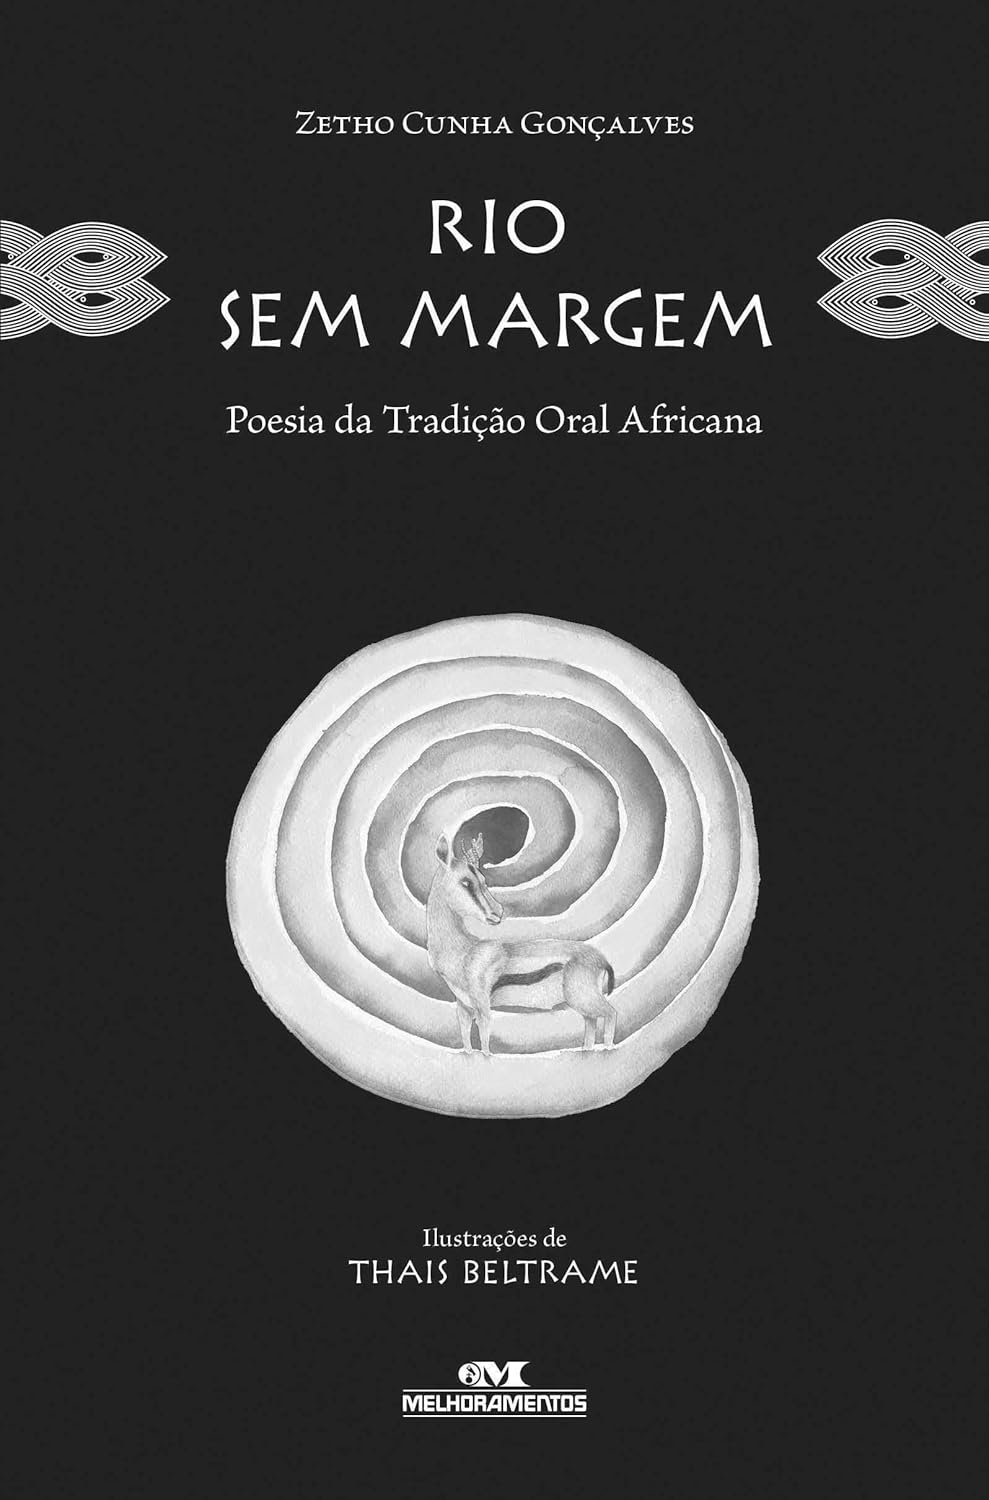 Zetho Cunha Gonçalves
RIO
SEM MARGEM
Poesia da Tradição Oral Africana
Ilustrações de
THAIS BELTRAME
MELHORAMENTOS